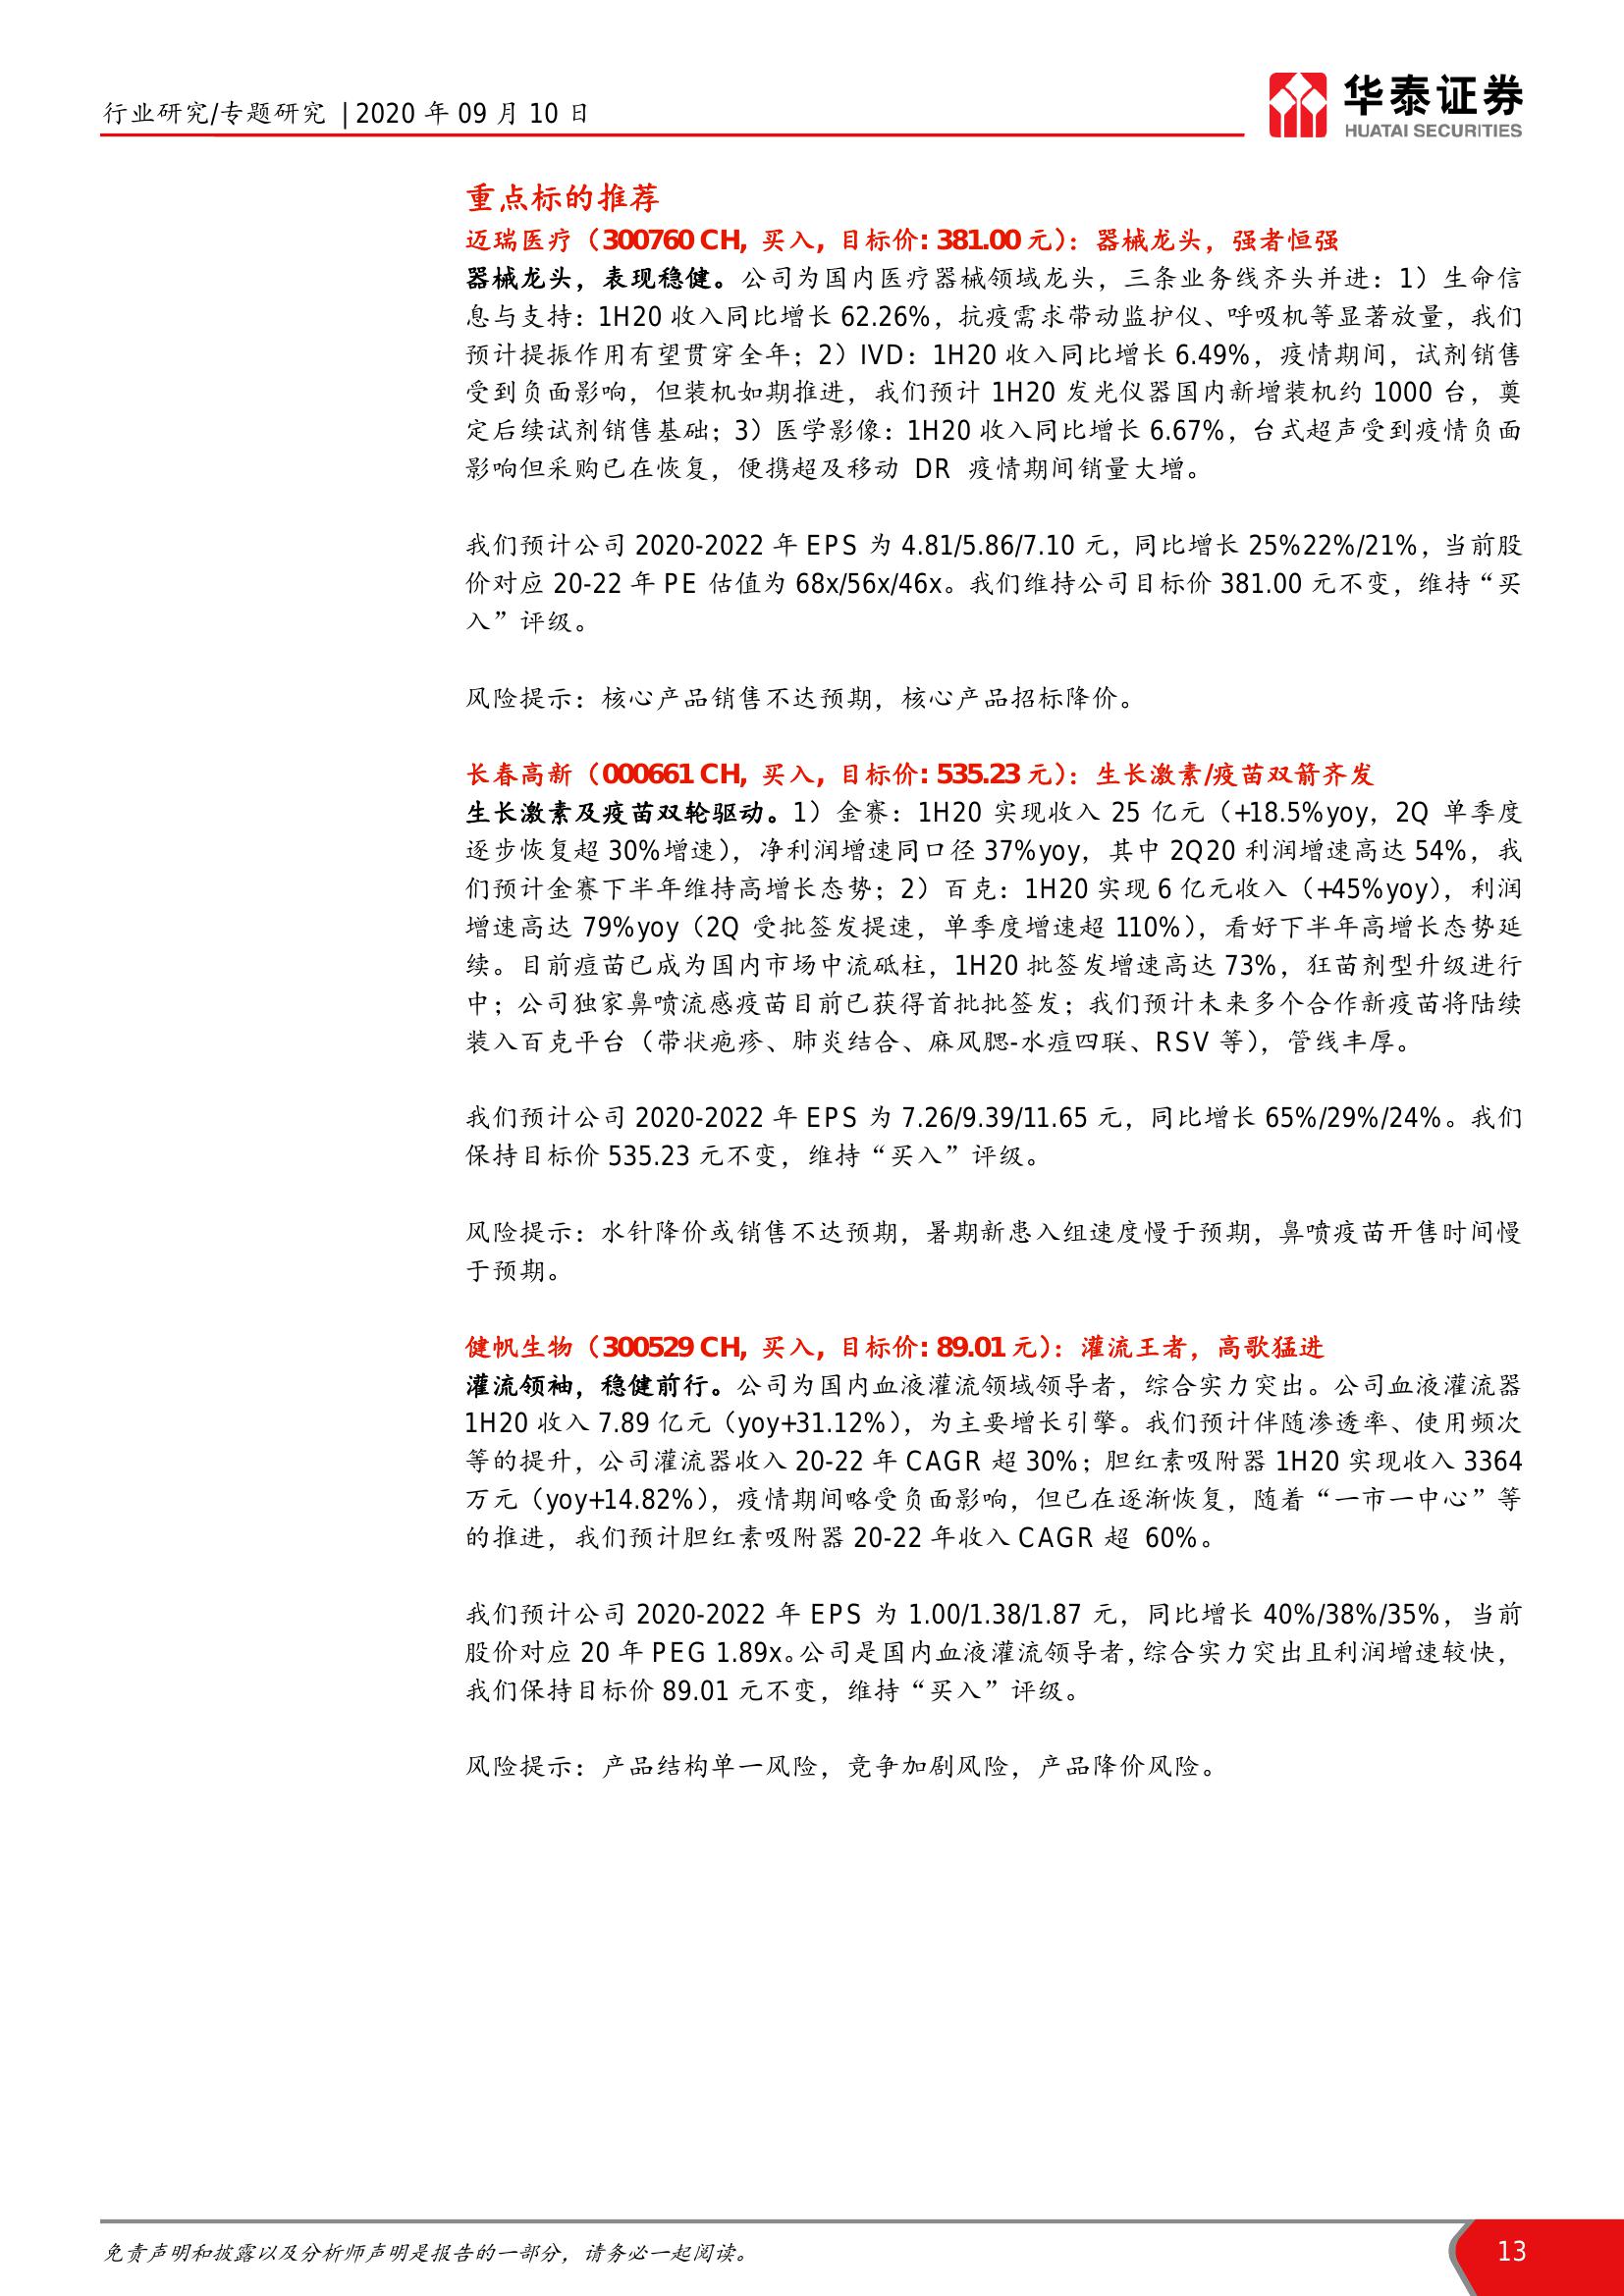 行业研究/专题研究 | 2020 年 09 月 10 日
华泰证券
HUATAI SECURITIES
重点标的推荐
迈瑞医疗（300760 CH, 买入, 目标价: 381.00 元）: 器械龙头，强者恒强
器械龙头，表现稳健。公司为国内医疗器械领域龙头，三条业务线齐头并进：1）生命信
息与支持：1H20 收入同比增长 62.26%，抗疫需求带动监护仪、呼吸机等显著放量，我们
预计提振作用有望贯穿全年；2）IVD：1H20 收入同比增长 6.49%，疫情期间，试剂销售
受到负面影响，但装机如期推进，我们预计 1H20 发光仪器国内新增装机约 1000 台，奠
定后续试剂销售基础；3）医学影像：1H20 收入同比增长 6.67%，台式超声受到疫情负面
影响但采购已在恢复，便携超及移动 DR 疫情期间销量大增。
我们预计公司 2020-2022 年 EPS 为 4.81/5.86/7.10 元，同比增长 25%22%/21%，当前股
价对应 20-22 年 PE 估值为 68x/56x/46x。我们维持公司目标价 381.00 元不变，维持“买
入”评级。
风险提示：核心产品销售不达预期，核心产品招标降价。
长春高新（000661 CH, 买入, 目标价: 535.23 元）: 生长激素/疫苗双箭齐发
生长激素及疫苗双轮驱动。1）金赛：1H20 实现收入 25 亿元（+18.5%yoy，2Q 单季度
逐步恢复超 30%增速），净利润增速同口径 37%yoy，其中 2Q20 利润增速高达 54%，我
们预计金赛下半年维持高增长态势；2）百克：1H20 实现 6 亿元收入（+45%yoy），利润
增速高达 79%yoy（2Q 受批签发提速，单季度增速超 110%），看好下半年高增长态势延
续。目前痘苗已成为国内市场中流砥柱，1H20 批签发增速高达 73%，狂苗剂型升级进行
中；公司独家鼻喷流感疫苗目前已获得首批批签发；我们预计未来多个合作新疫苗将陆续
装入百克平台（带状疱疹、肺炎结合、麻风腮-水痘四联、RSV 等），管线丰厚。
我们预计公司 2020-2022 年 EPS 为 7.26/9.39/11.65 元，同比增长 65%/29%/24%。我们
保持目标价 535.23 元不变，维持“买入”评级。
风险提示：水针降价或销售不达预期，暑期新患入组速度慢于预期，鼻喷疫苗开售时间慢
于预期。
健帆生物（300529 CH, 买入, 目标价: 89.01 元）: 灌流王者，高歌猛进
灌流领袖，稳健前行。公司为国内血液灌流领域领导者，综合实力突出。公司血液灌流器
1H20 收入 7.89 亿元（yoy+31.12%），为主要增长引擎。我们预计伴随渗透率、使用频次
等的提升，公司灌流器收入 20-22 年 CAGR 超 30%；胆红素吸附器 1H20 实现收入 3364
万元（yoy+14.82%），疫情期间略受负面影响，但已在逐渐恢复，随着“一市一中心”等
的推进，我们预计胆红素吸附器 20-22 年收入 CAGR 超 60%。
我们预计公司 2020-2022 年 EPS 为 1.00/1.38/1.87 元，同比增长 40%/38%/35%，当前
股价对应 20 年 PEG 1.89x。公司是国内血液灌流领导者，综合实力突出且利润增速较快，
我们保持目标价 89.01 元不变，维持“买入”评级。
风险提示：产品结构单一风险，竞争加剧风险，产品降价风险。
免责声明和披露以及分析师声明是报告的一部分，请务必一起阅读。
13